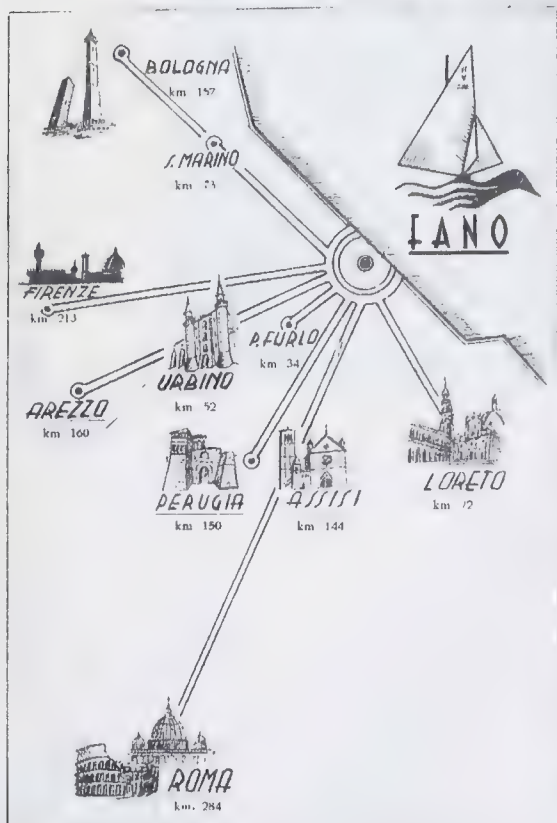 BOLOGNA
km 157
S. MARINO
km 73
FANO
FIRENZE
km 213
P. FURLO
km 34
URBINO
km 52
AREZZO
km 160
PERUGIA
km 150
ASSISI
km 144
LORETO
km
ROMA
km. 284